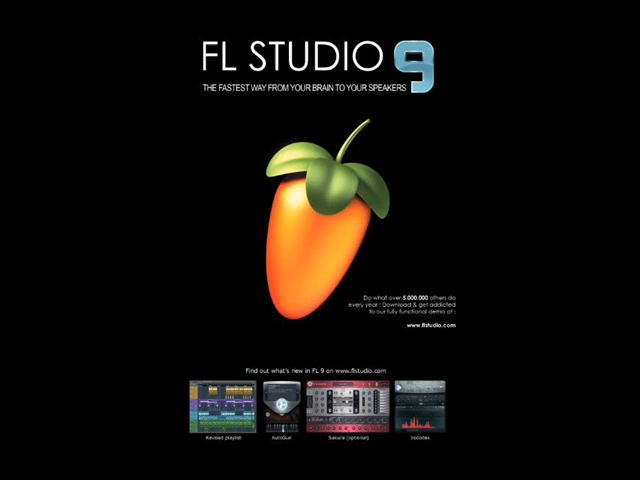 FL STUDIO 9
THE FASTEST WAY FROM YOUR BRAIN TO YOUR SPEAKERS
Do what over 5.000.000 others do
every year : Download & get addicted
to our fully functional demo at :
www.flstudio.com
Find out what's new in FL 9 on www.flstudio.com
Revised playlist
AutoGun
Sakura (optional)
Vocodex